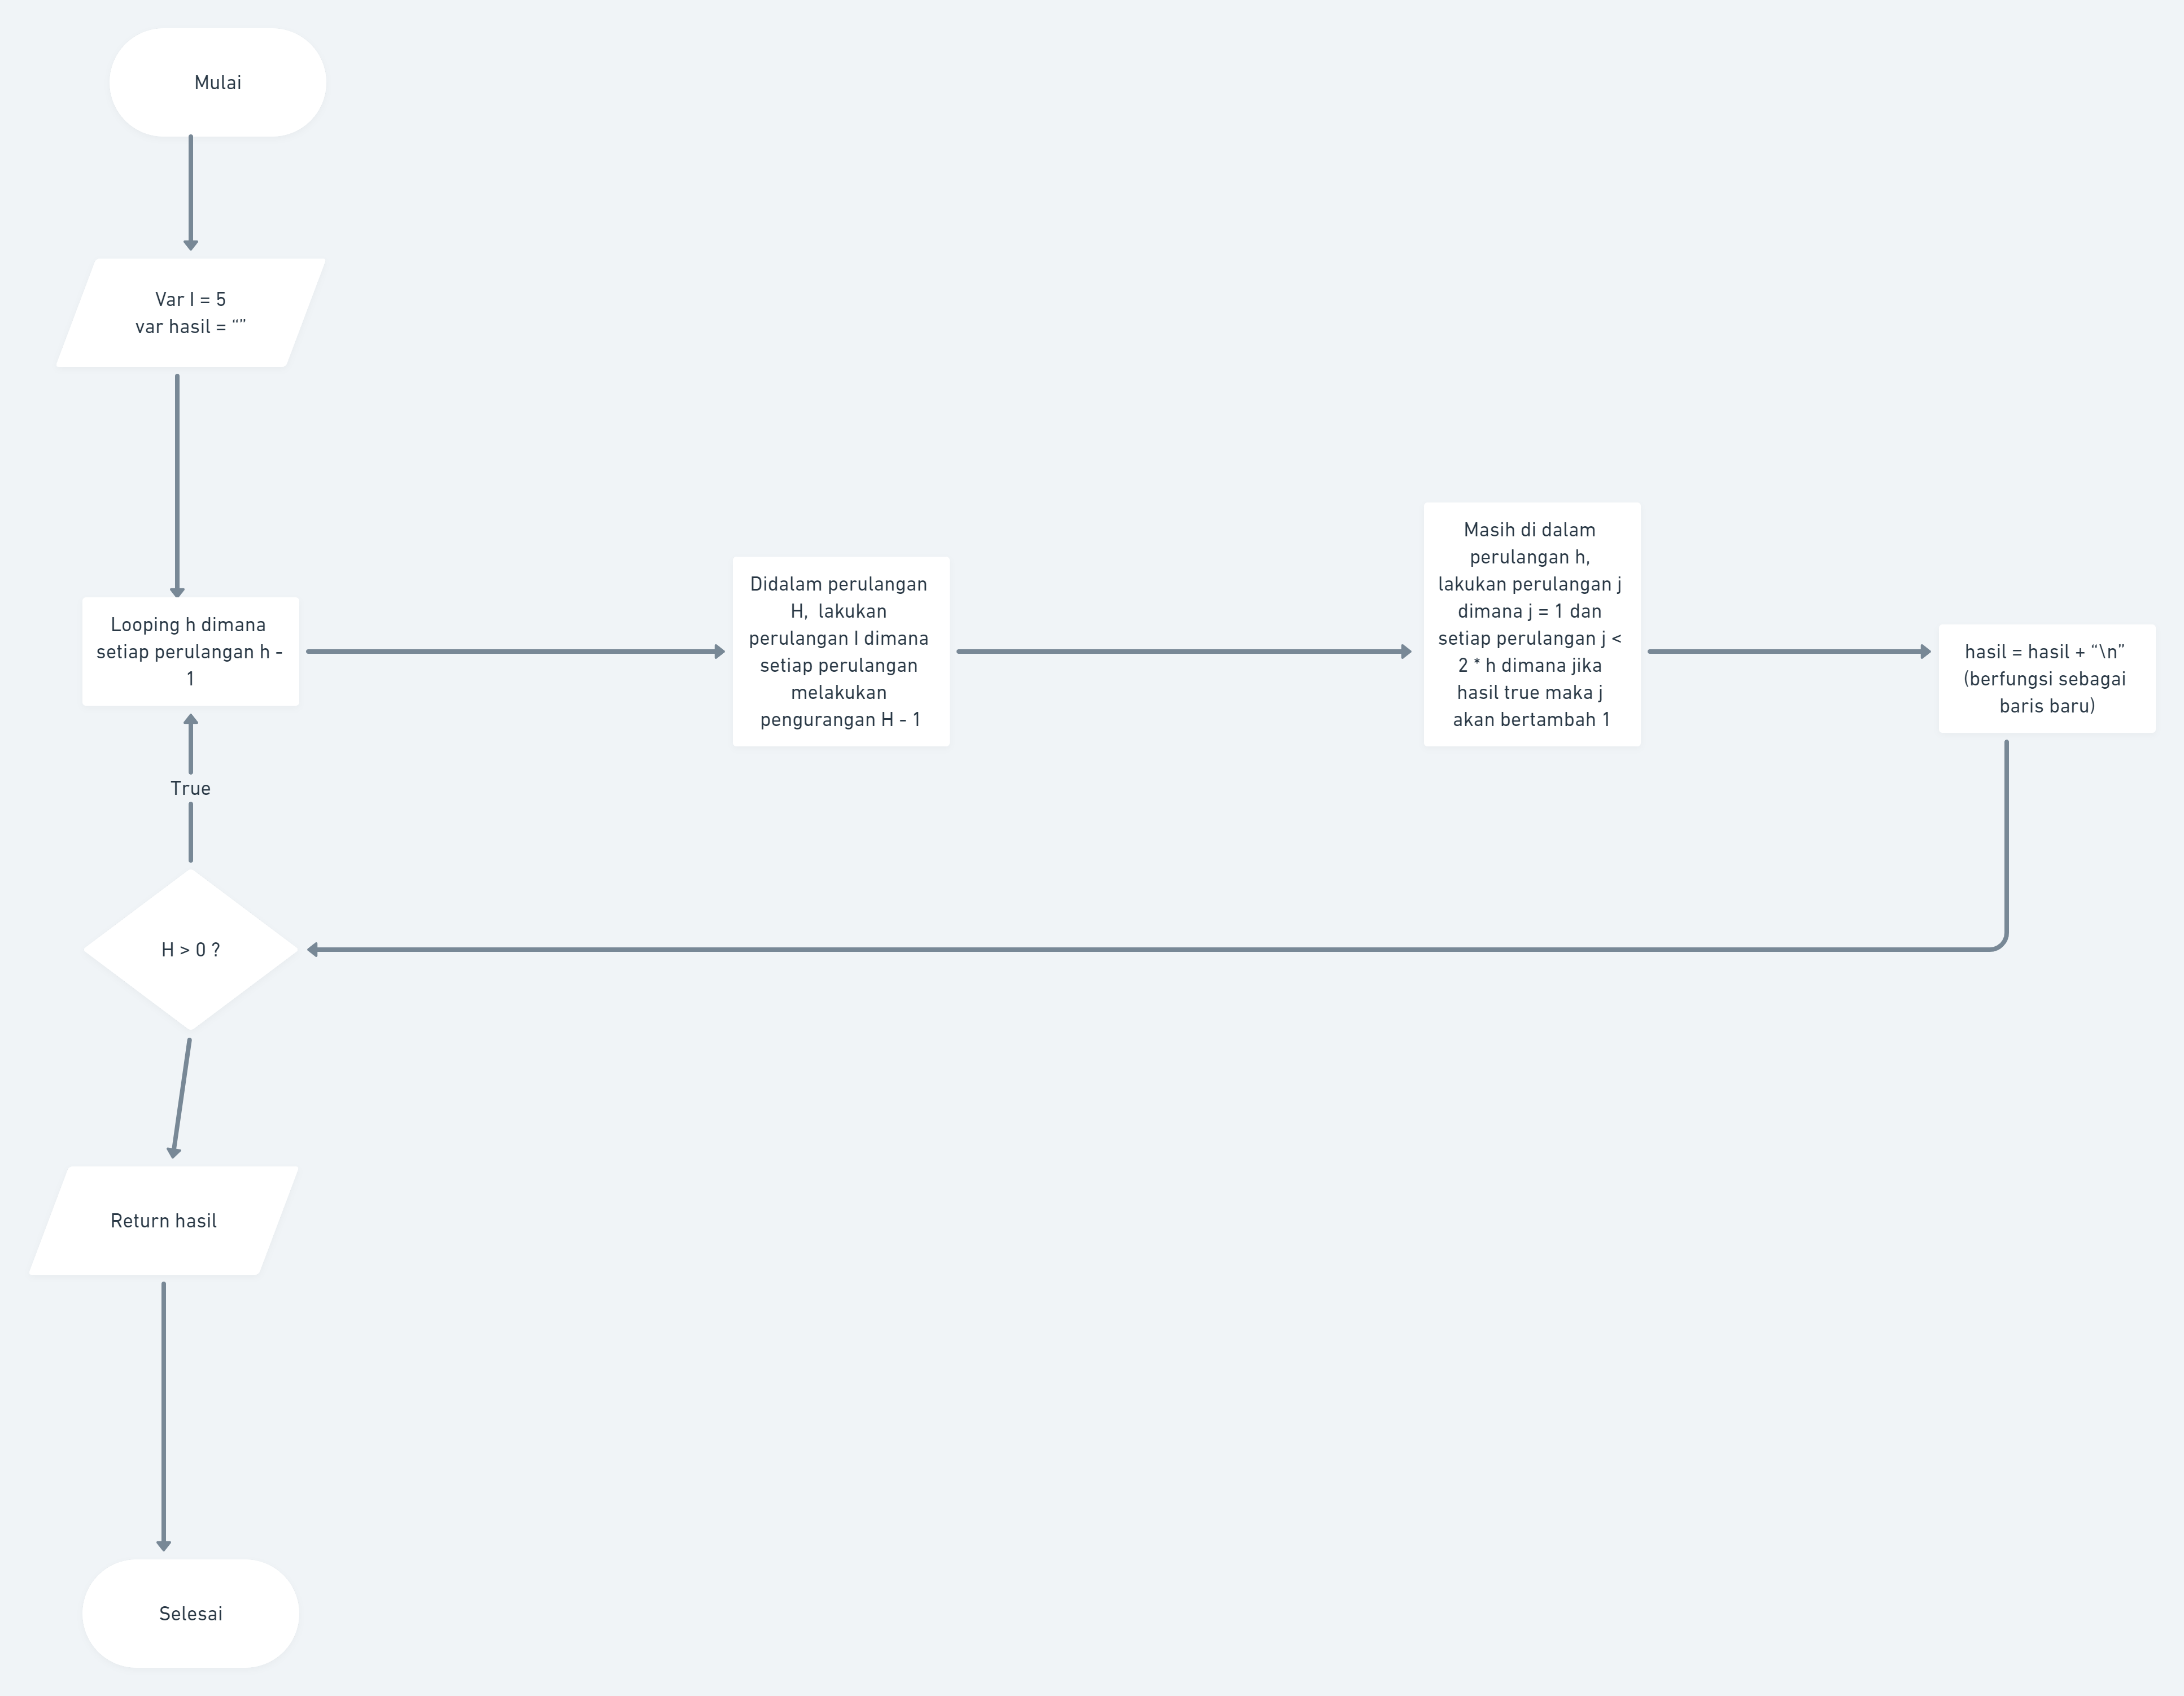 Mulai
Var I = 5
var hasil = “”
Looping h dimana
setiap perulangan h -
1
Didalam perulangan
H,  lakukan
perulangan I dimana
setiap perulangan
melakukan
pengurangan H - 1
Masih di dalam
perulangan h,
lakukan perulangan j
dimana j = 1 dan
setiap perulangan j <
2 * h dimana jika
hasil true maka j
akan bertambah 1
hasil = hasil + “\n”
(berfungsi sebagai
baris baru)
True
H > 0 ?
Return hasil
Selesai